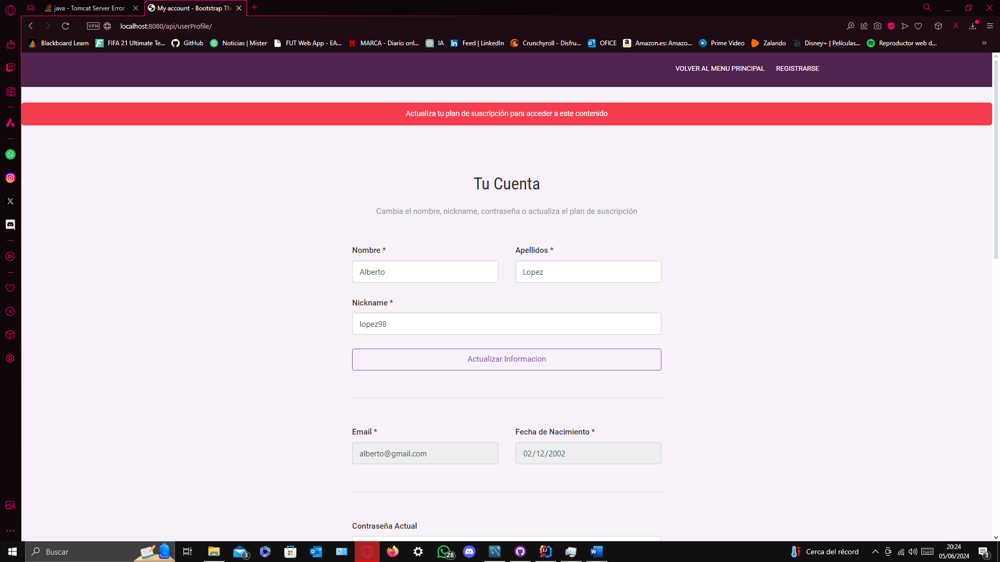 java - Tomcat Server Error -
My account - Bootstrap Th
VPN
localhost:8080/api/userProfile/
Blackboard Learn
FIFA 21 Ultimate Te...
GitHub
Noticias | Mister
FUT Web App - EA...
MARCA - Diario onl...
IA
Feed | LinkedIn
Crunchyroll - Disfru...
OFICE
Amazon.es: Amazo...
Prime Video
Zalando
Disney+ | Películas...
Reproductor web d...
VOLVER AL MENU PRINCIPAL
REGISTRARSE
Actualiza tu plan de suscripción para acceder a este contenido
Tu Cuenta
Cambia el nombre, nickname, contraseña o actualiza el plan de suscripción
Nombre *
Apellidos *
Alberto
Lopez
Nickname *
lopez98
Actualizar Informacion
Email *
Fecha de Nacimiento *
alberto@gmail.com
02/12/2002
Contraseña Actual
Buscar
3
28
Cerca del récord
20:24
05/06/2024
3